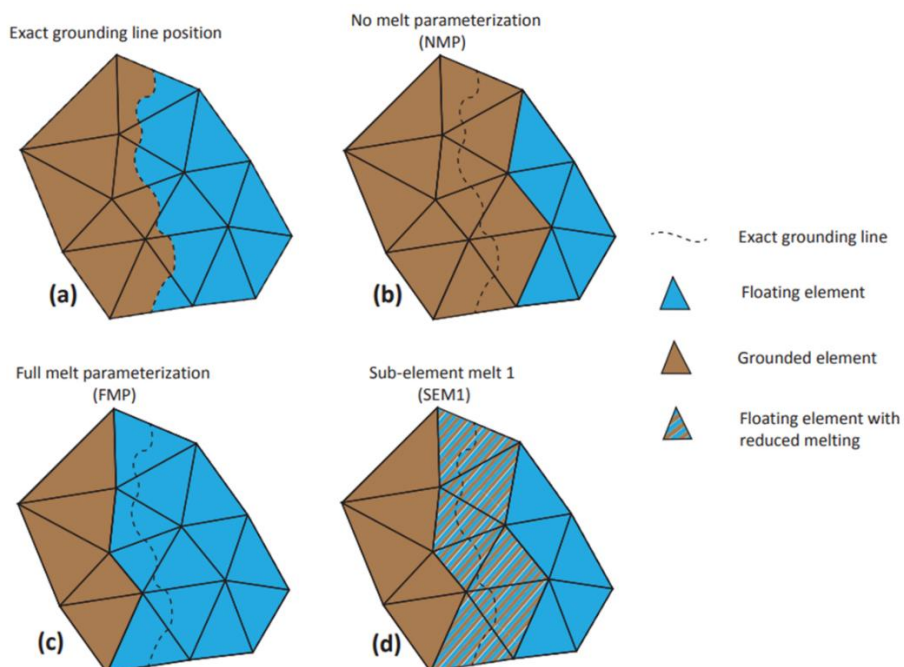 Exact grounding line position
No melt parameterization
(NMP)
(a)
(b)
Exact grounding line
Floating element
Grounded element
Floating element with
reduced melting
Full melt parameterization
(FMP)
Sub-element melt 1
(SEM1)
(c)
(d)